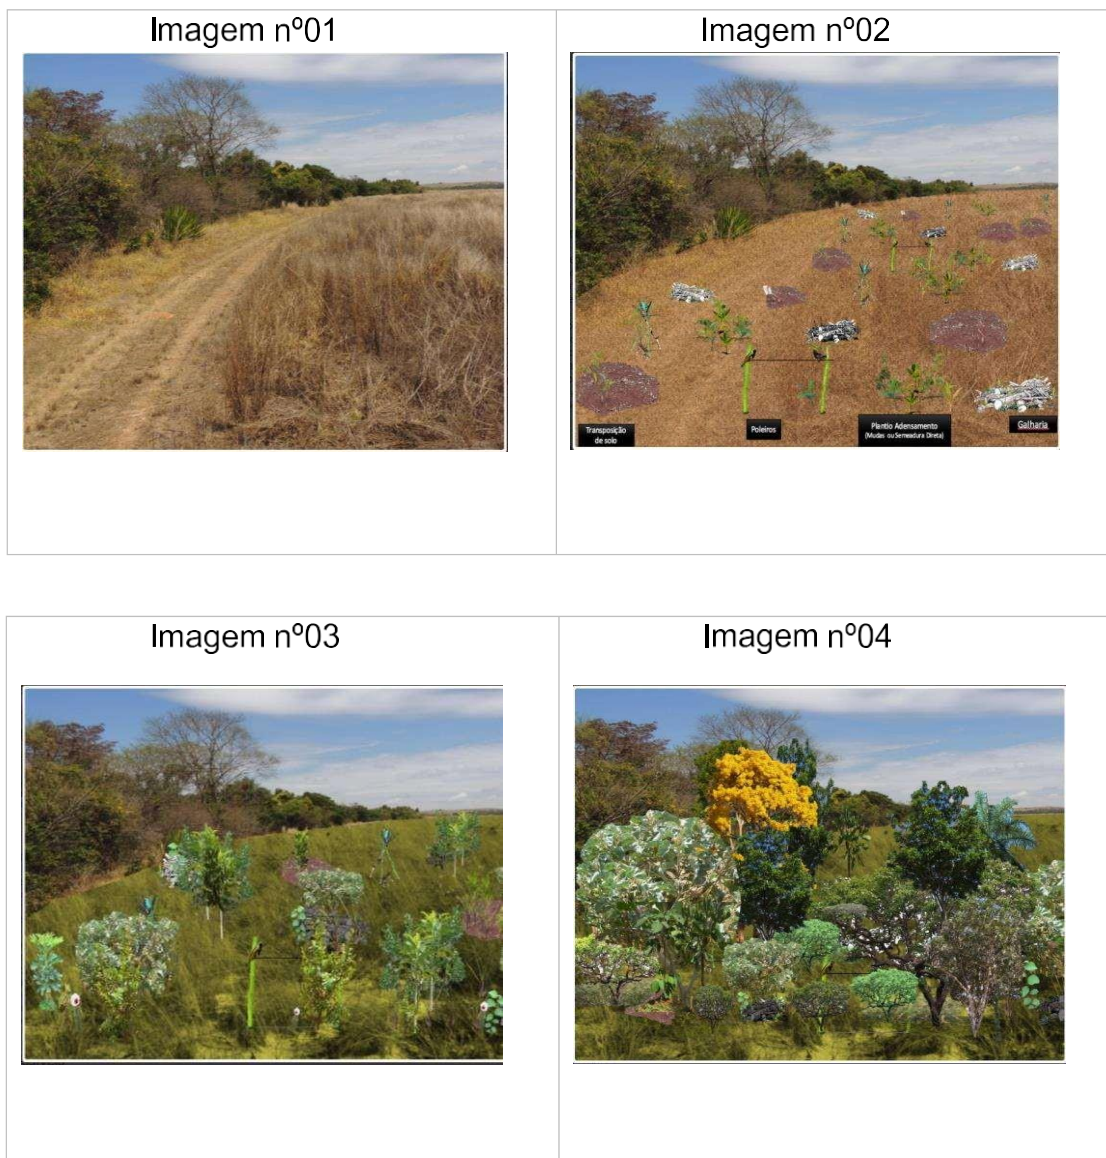 Imagem nº01
Imagem nº02
Transposição
de solo
Poleiros
Plantio Adensamento
(Mudas ou Semeadura Direta)
Galharia
Imagem nº03
Imagem nº04